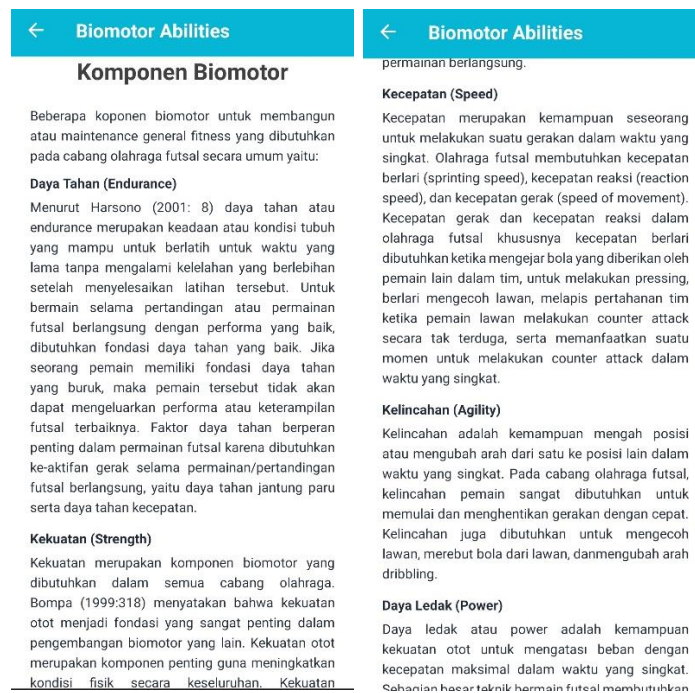 Biomotor Abilities
Komponen Biomotor
Beberapa koponen biomotor untuk membangun
atau maintenance general fitness yang dibutuhkan
pada cabang olahraga futsal secara umum yaitu:
Daya Tahan (Endurance)
Menurut Harsono (2001: 8) daya tahan atau
endurance merupakan keadaan atau kondisi tubuh
yang mampu untuk berlatih untuk waktu yang
lama tanpa mengalami kelelahan yang berlebihan
setelah menyelesaikan latihan tersebut. Untuk
bermain selama pertandingan atau permainan
futsal berlangsung dengan performa yang baik,
dibutuhkan fondasi daya tahan yang baik. Jika
seorang pemain memiliki fondasi daya tahan
yang buruk, maka pemain tersebut tidak akan
dapat mengeluarkan performa atau keterampilan
futsal terbaiknya. Faktor daya tahan berperan
penting dalam permainan futsal karena dibutuhkan
ke-aktifan gerak selama permainan/pertandingan
futsal berlangsung, yaitu daya tahan jantung paru
serta daya tahan kecepatan.
Kekuatan (Strength)
Kekuatan merupakan komponen biomotor yang
dibutuhkan dalam semua cabang olahraga.
Bompa (1999:318) menyatakan bahwa kekuatan
otot menjadi fondasi yang sangat penting dalam
pengembangan biomotor yang lain. Kekuatan otot
merupakan komponen penting guna meningkatkan
kondisi fisik secara keseluruhan. Kekuatan
Biomotor Abilities
permainan berlangsung.
Kecepatan (Speed)
Kecepatan merupakan kemampuan seseorang
untuk melakukan suatu gerakan dalam waktu yang
singkat. Olahraga futsal membutuhkan kecepatan
berlari (sprinting speed), kecepatan reaksi (reaction
speed), dan kecepatan gerak (speed of movement).
Kecepatan gerak dan kecepatan reaksi dalam
olahraga futsal khususnya kecepatan berlari
dibutuhkan ketika mengejar bola yang diberikan oleh
pemain lain dalam tim, untuk melakukan pressing,
berlari mengecoh lawan, melapis pertahanan tim
ketika pemain lawan melakukan counter attack
secara tak terduga, serta memanfaatkan suatu
momen untuk melakukan counter attack dalam
waktu yang singkat.
Kelincahan (Agility)
Kelincahan adalah kemampuan mengah posisi
atau mengubah arah dari satu ke posisi lain dalam
waktu yang singkat. Pada cabang olahraga futsal,
kelincahan pemain sangat dibutuhkan untuk
memulai dan menghentikan gerakan dengan cepat.
Kelincahan juga dibutuhkan untuk mengecoh
lawan, merebut bola dari lawan, danmengubah arah
dribbling.
Daya Ledak (Power)
Daya ledak atau power adalah kemampuan
kekuatan otot untuk mengatasi beban dengan
kecepatan maksimal dalam waktu yang singkat.
Sebagian besar teknik bermain futsal membutuhkan